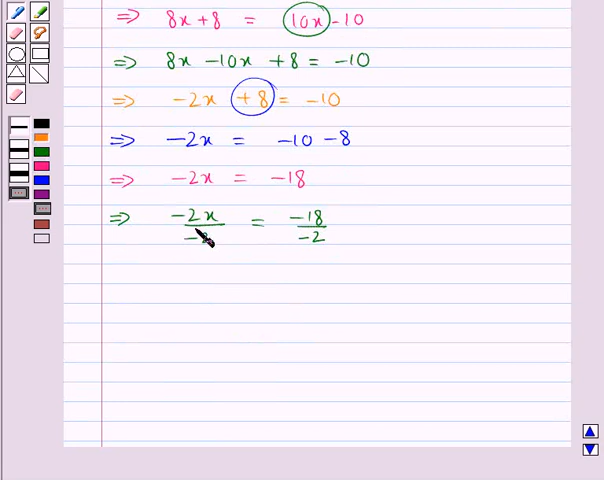 ⇒ 8x + 8 = 10x - 10
⇒ 8x - 10x + 8 = -10
⇒ -2x + 8 = -10
⇒ -2x = -10 - 8
⇒ -2x = -18
⇒ -2x/-2 = -18/-2